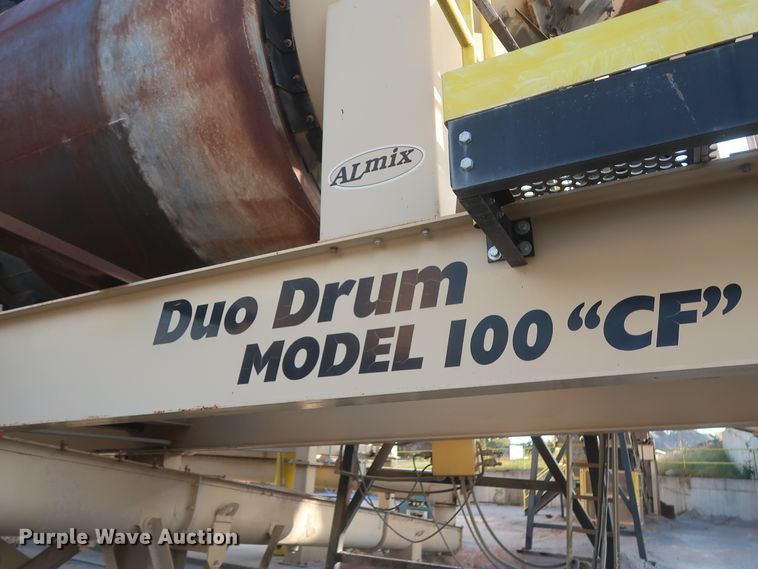 ALmix
Duo Drum
MODEL 100 “CF”
Purple Wave Auction